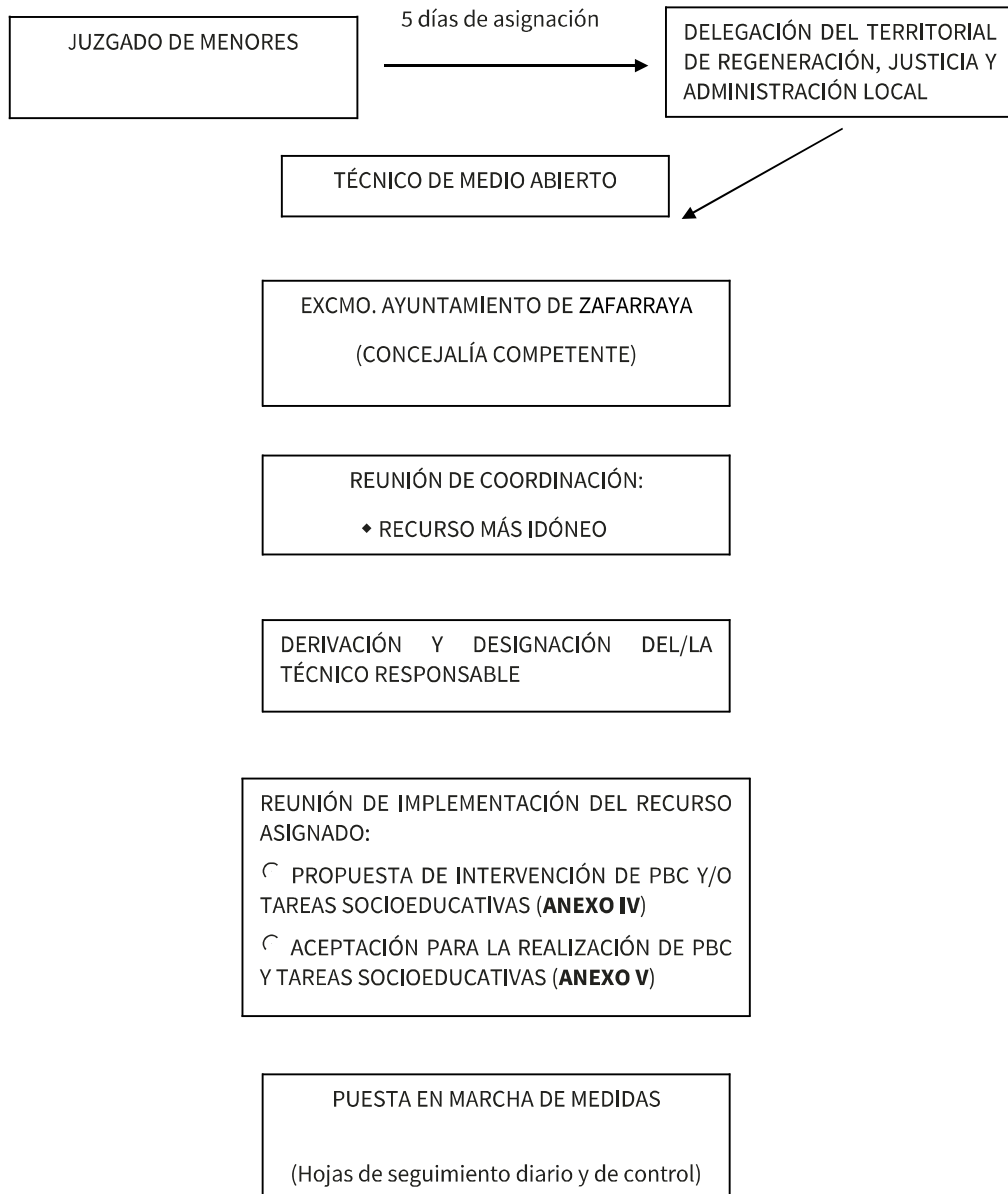 JUZGADO DE MENORES
5 días de asignación
DELEGACIÓN DEL TERRITORIAL
DE REGENERACIÓN, JUSTICIA Y
ADMINISTRACIÓN LOCAL
TÉCNICO DE MEDIO ABIERTO
EXCMO. AYUNTAMIENTO DE ZAFARRAYA
(CONCEJALÍA COMPETENTE)
REUNIÓN DE COORDINACIÓN:
◆ RECURSO MÁS IDÓNEO
DERIVACIÓN Y DESIGNACIÓN DEL/LA
TÉCNICO RESPONSABLE
REUNIÓN DE IMPLEMENTACIÓN DEL RECURSO
ASIGNADO:
PROPUESTA DE INTERVENCIÓN DE PBC Y/O
TAREAS SOCIOEDUCATIVAS (ANEXO IV)
ACEPTACIÓN PARA LA REALIZACIÓN DE PBC
Y TAREAS SOCIOEDUCATIVAS (ANEXO V)
PUESTA EN MARCHA DE MEDIDAS
(Hojas de seguimiento diario y de control)